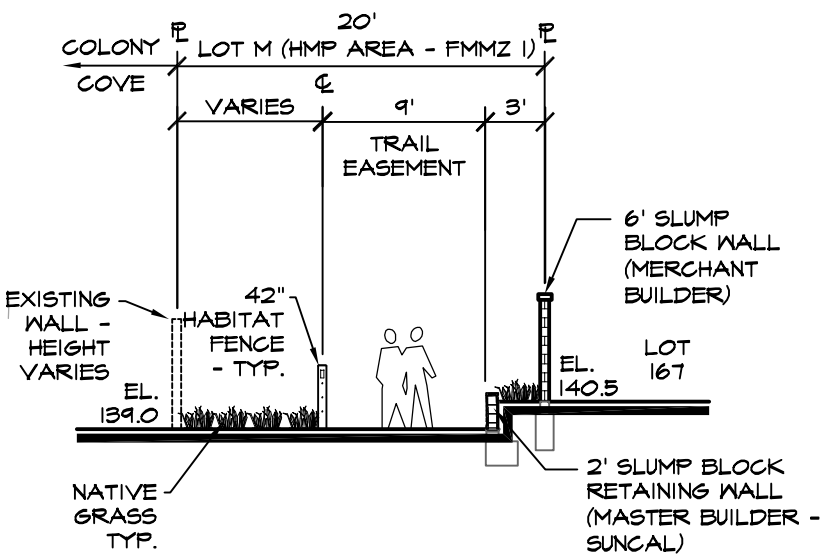 ℄ 20' ℄
COLONY
COVE
LOT M (HMP AREA - FMMZ 1)
℄
VARIES 9' 3'
TRAIL
EASEMENT
6' SLUMP
BLOCK WALL
(MERCHANT
BUILDER)
EXISTING
WALL -
HEIGHT
VARIES
42"
HABITAT
FENCE
- TYP.
EL.
139.0
EL.
140.5
LOT
167
NATIVE
GRASS
TYP.
2' SLUMP BLOCK
RETAINING WALL
(MASTER BUILDER -
SUNCAL)